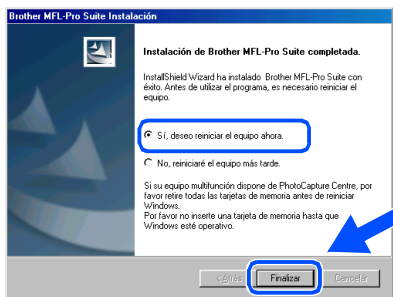 Brother MFL-Pro Suite Instalación
Instalación de Brother MFL-Pro Suite completada.
InstallShield Wizard ha instalado Brother MFL-Pro Suite con
éxito. Antes de utilizar el programa, es necesario reiniciar el
equipo.
Sí, deseo reiniciar el equipo ahora.
No, reiniciaré el equipo más tarde.
Si su equipo multifunción dispone de PhotoCapture Centre, por
favor retire todas las tarjetas de memoria antes de reiniciar
Windows.
Por favor no inserte una tarjeta de memoria hasta que
Windows esté operativo.
< Atrás Finalizar Cancelar